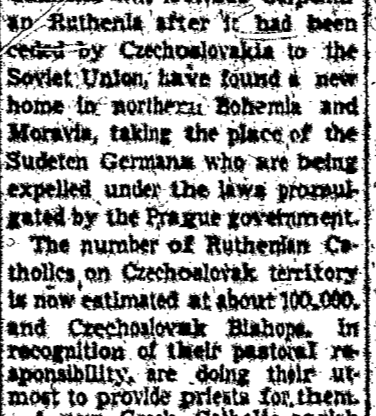 an Ruthenia after it had been
ceded by Czechoslovakia to the
Soviet Union, have found a new
home in northern Bohemia and
Moravia, taking the place of the
Sudeten Germans who are being
expelled under the laws promul-
gated by the Prague government.
The number of Ruthenian Ca-
tholics on Czechoslovak territory
is now estimated at about 100,000,
and Czechoslovak Bishops, in
recognition of their pastoral re-
sponsibility, are doing their ut-
most to provide priests for them.